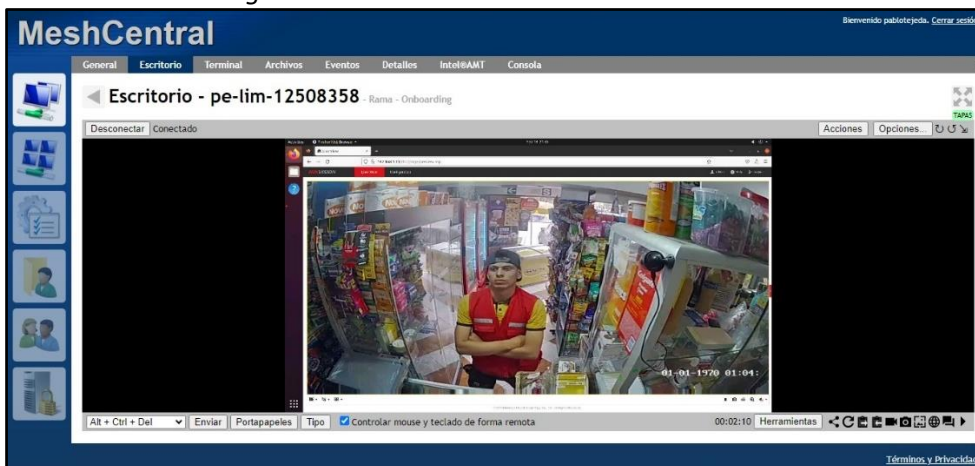 MeshCentral
Bienvenido pablotejeda. Cerrar sesión
General Escritorio Terminal Archivos Eventos Detalles Intel®AMT Consola
Escritorio - pe-lim-12508358 - Rama - Onboarding
TAPAS
Desconectar Conectado
Acciones Opciones...
01-01-1970 01:04:
Alt + Ctrl + Del Enviar Portapapeles Tipo Controlar mouse y teclado de forma remota
00:02:10 Herramientas
Términos y Privacidad